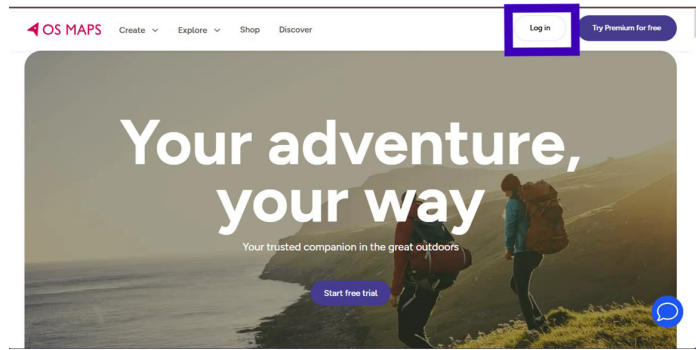 OS MAPS
Create
Explore
Shop
Discover
Log in
Try Premium for free
Your adventure,
your way
Your trusted companion in the great outdoors
Start free trial